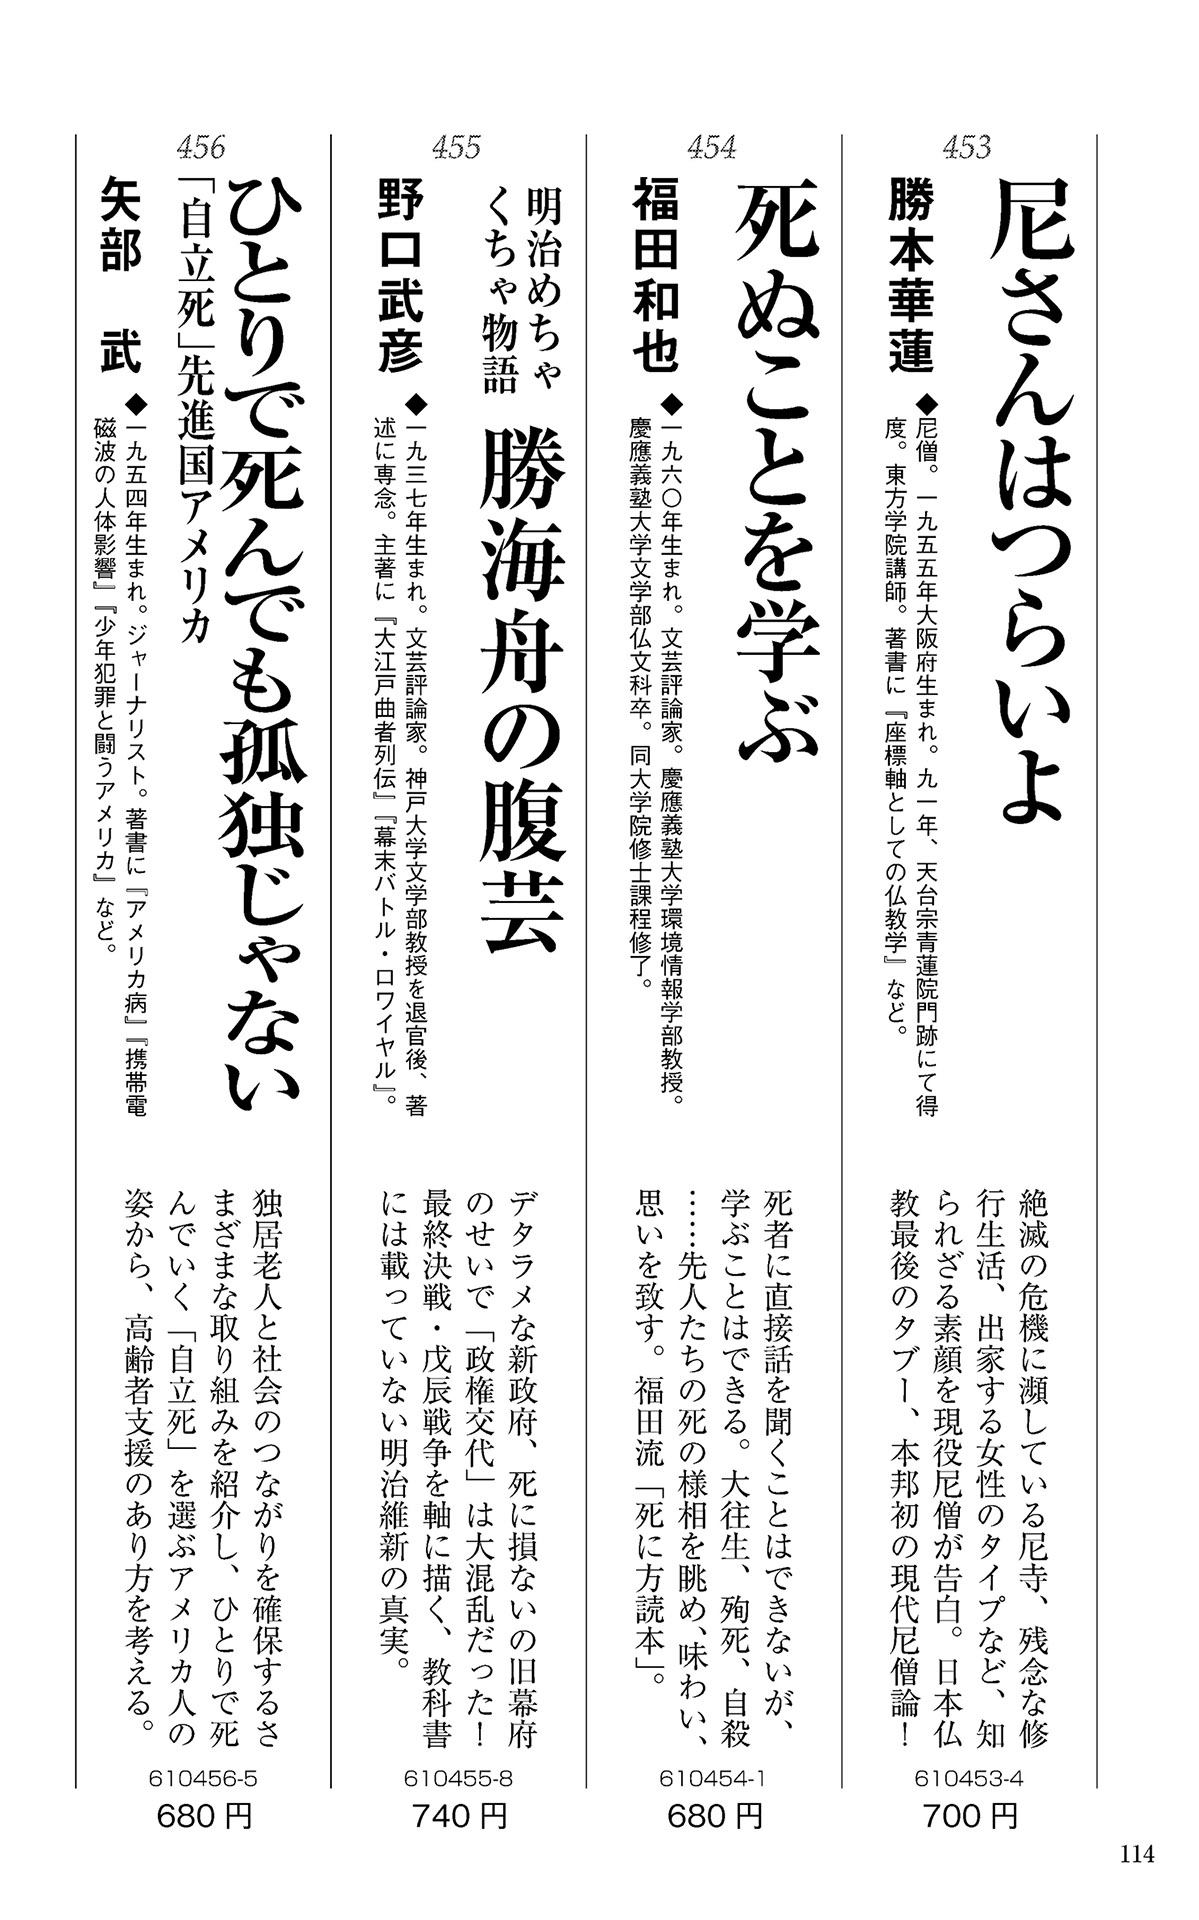 453
尼さんはつらいよ
勝本華蓮
◆尼僧。一九五五年大阪府生まれ。九一年、天台宗青蓮院門跡にて得
度。東方学院講師。著書に『座標軸としての仏教学』など。
絶滅の危機に瀕している尼寺、残念な修
行生活、出家する女性のタイプなど、知
られざる素顔を現役尼僧が告白。日本仏
教最後のタブー、本邦初の現代尼僧論！
610453-4
700円
454
死ぬことを学ぶ
福田和也
◆一九六〇年生まれ。文芸評論家。慶應義塾大学環境情報学部教授。
慶應義塾大学文学部仏文科卒。同大学院修士課程修了。
死者に直接話を聞くことはできないが、
学ぶことはできる。大往生、殉死、自殺
……先人たちの死の様相を眺め、味わい、
思いを致す。福田流「死に方読本」。
610454-1
680円
455
明治めちゃ
くちゃ物語
勝海舟の腹芸
野口武彦
◆一九三七年生まれ。文芸評論家。神戸大学文学部教授を退官後、著
述に専念。主著に『大江戸曲者列伝』『幕末バトル・ロワイヤル』。
デタラメな新政府、死に損ないの旧幕府
のせいで「政権交代」は大混乱だった！
最終決戦・戊辰戦争を軸に描く、教科書
には載っていない明治維新の真実。
610455-8
740円
456
ひとりで死んでも孤独じゃない
「自立死」先進国アメリカ
矢部　武
◆一九五四年生まれ。ジャーナリスト。著書に『アメリカ病』『携帯電
磁波の人体影響』『少年犯罪と闘うアメリカ』など。
独居老人と社会のつながりを確保するさ
まざまな取り組みを紹介し、ひとりで死
んでいく「自立死」を選ぶアメリカ人の
姿から、高齢者支援のあり方を考える。
610456-5
680円
114